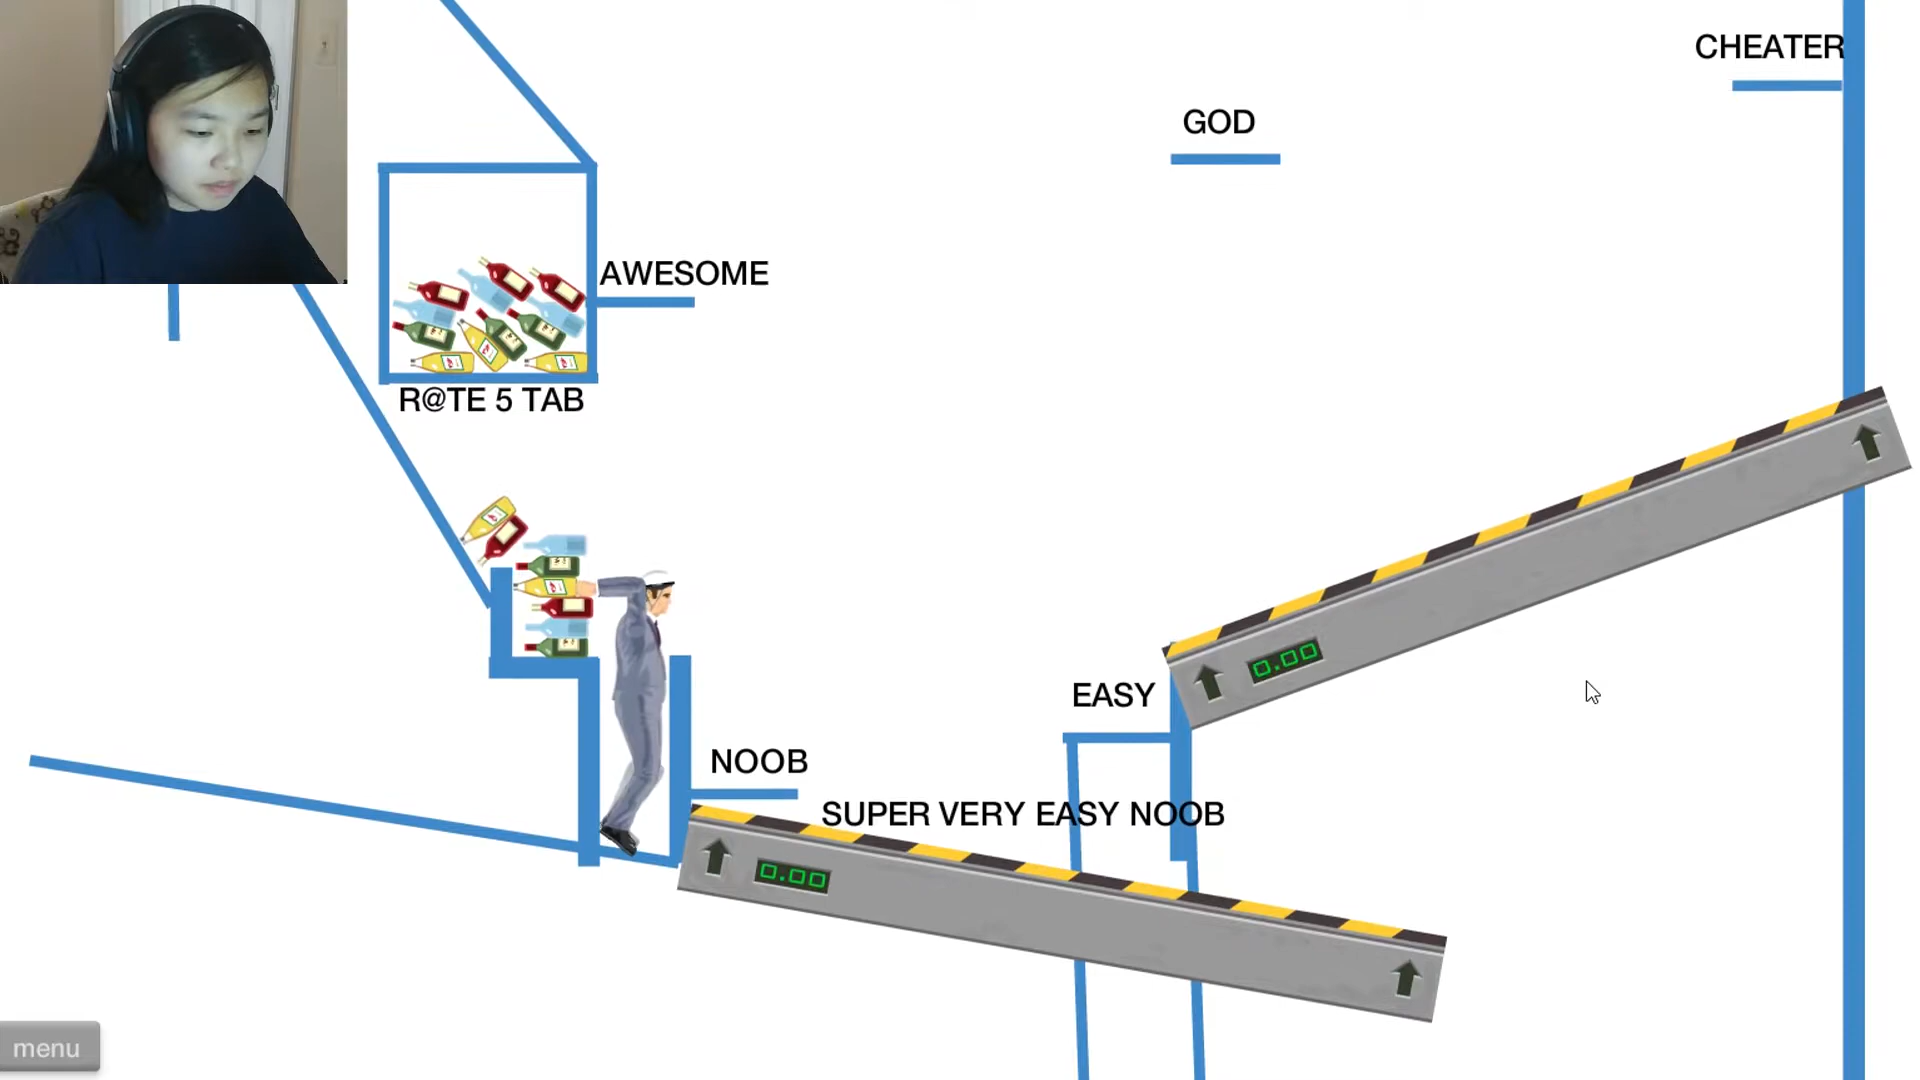 CHEATER
GOD
AWESOME
R@TE 5 TAB
EASY
0.00
NOOB
SUPER VERY EASY NOOB
0.00
menu